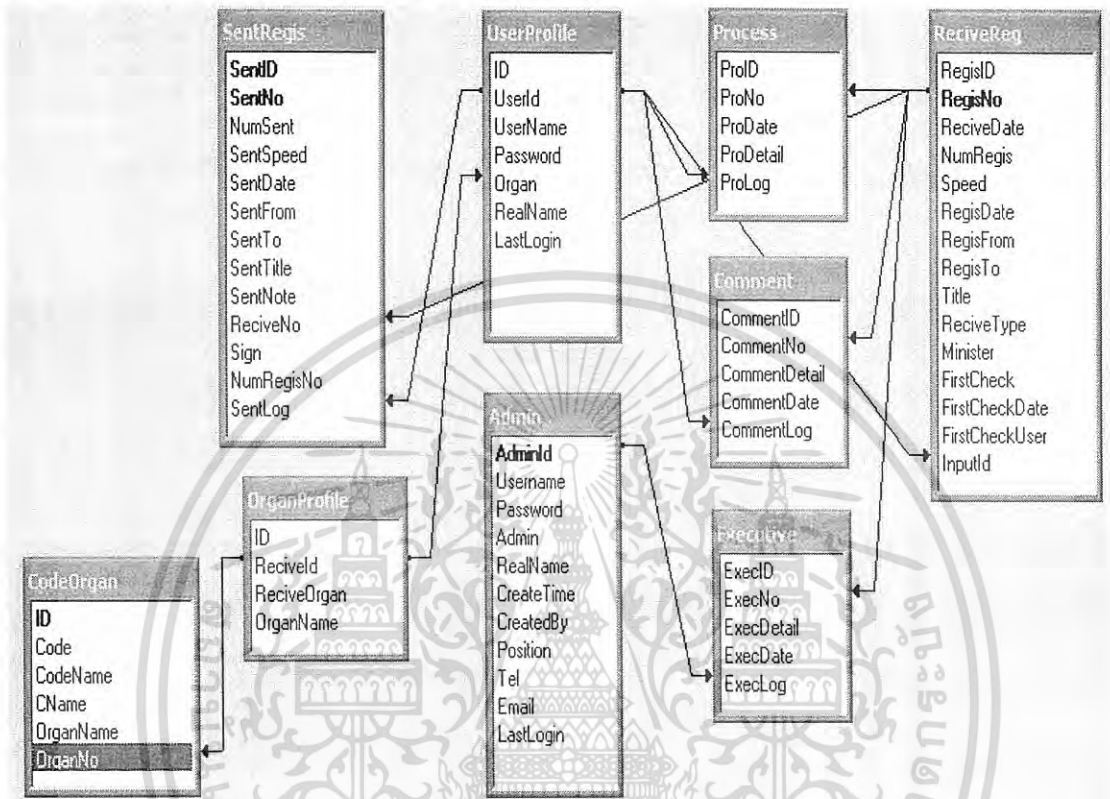 SentRegis
SentID
SentNo
NumSent
SentSpeed
SentDate
SentFrom
SentTo
SentTitle
SentNote
ReciveNo
Sign
NumRegisNo
SentLog
UserProfile
ID
UserId
UserName
Password
Organ
RealName
LastLogin
Process
ProID
ProNo
ProDate
ProDetail
ProLog
ReciveReg
RegisID
RegisNo
ReciveDate
NumRegis
Speed
RegisDate
RegisFrom
RegisTo
Title
ReciveType
Minister
FirstCheck
FirstCheckDate
FirstCheckUser
InputId
Comment
CommentID
CommentNo
CommentDetail
CommentDate
CommentLog
Admin
AdminId
Username
Password
Admin
RealName
CreateTime
CreatedBy
Position
Tel
Email
LastLogin
OrganProfile
ID
ReciveId
ReciveOrgan
OrganName
CodeOrgan
ID
Code
CodeName
CName
OrganName
OrganNo
Executive
ExecID
ExecNo
ExecDetail
ExecDate
ExecLog